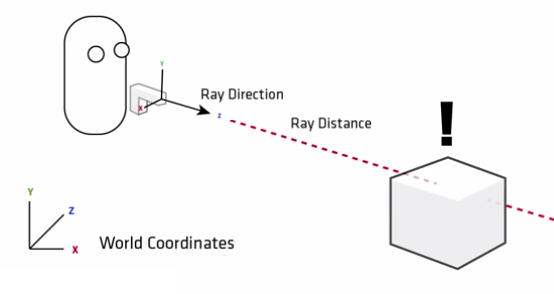 Y
X
Z
Ray Direction
Ray Distance
!
Y
Z
X
World Coordinates